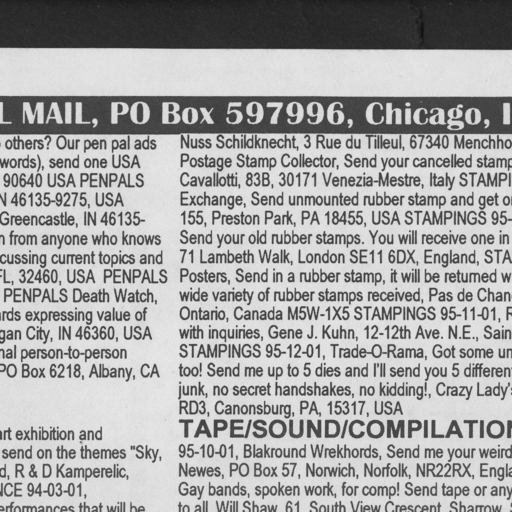 L MAIL, PO Box 597996, Chicago, I
others? Our pen pal ads
words), send one USA
90640 USA PENPALS
N 46135-9275, USA
Greencastle, IN 46135-
n from anyone who knows
cussing current topics and
FL, 32460, USA PENPALS
PENPALS Death Watch,
rds expressing value of
gan City, IN 46360, USA
nal person-to-person
PO Box 6218, Albany, CA
art exhibition and
send on the themes "Sky,
d, R & D Kamperelic,
NCE 94-03-01,
erformances that will be
Nuss Schildknecht, 3 Rue du Tilleul, 67340 Menchho
Postage Stamp Collector, Send your cancelled stamp
Cavallotti, 83B, 30171 Venezia-Mestre, Italy STAMPI
Exchange, Send unmounted rubber stamp and get o
155, Preston Park, PA 18455, USA STAMPINGS 95-
Send your old rubber stamps. You will receive one in
71 Lambeth Walk, London SE11 6DX, England, STA
Posters, Send in a rubber stamp, it will be returned w
wide variety of rubber stamps received, Pas de Chan
Ontario, Canada M5W-1X5 STAMPINGS 95-11-01, R
with inquiries, Gene J. Kuhn, 12-12th Ave. N.E., Sain
STAMPINGS 95-12-01, Trade-O-Rama, Got some un
too! Send me up to 5 dies and I'll send you 5 differen
junk, no secret handshakes, no kidding!, Crazy Lady'
RD3, Canonsburg, PA, 15317, USA
TAPE/SOUND/COMPILATION
95-10-01, Blakround Wrekhords, Send me your weird
Newes, PO Box 57, Norwich, Norfolk, NR22RX, Engla
Gay bands, spoken work, for comp! Send tape or any
to all, Will Shaw, 61, South View Crescent, Sharrow, S